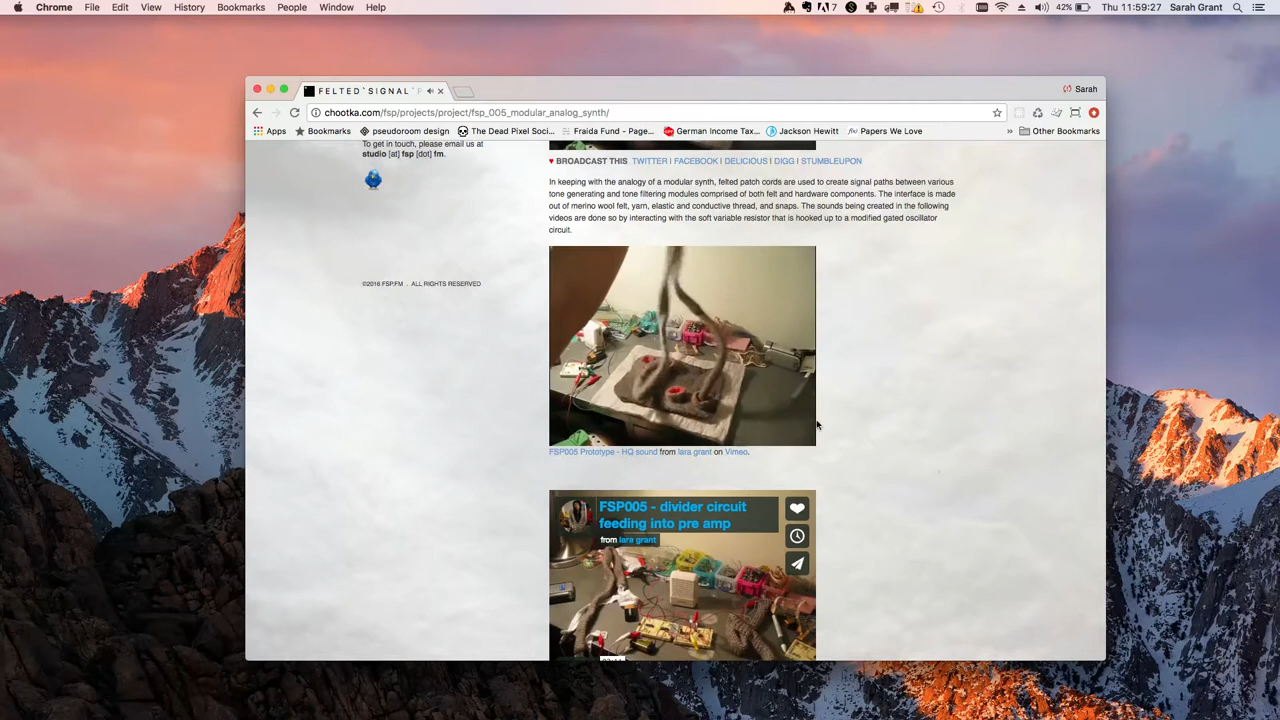 Chrome File Edit View History Bookmarks People Window Help
7 42% Thu 11:59:27 Sarah Grant
FELTED`SIGNAL`
Sarah
chootka.com/fsp/projects/project/fsp_005_modular_analog_synth/
Apps Bookmarks pseudoroom design The Dead Pixel Soci... Fraida Fund - Page... German Income Tax... Jackson Hewitt Papers We Love » Other Bookmarks
To get in touch, please email us at
studio [at] fsp [dot] fm.
©2016 FSP.FM . ALL RIGHTS RESERVED
♥ BROADCAST THIS TWITTER | FACEBOOK | DELICIOUS | DIGG | STUMBLEUPON
In keeping with the analogy of a modular synth, felted patch cords are used to create signal paths between various
tone generating and tone filtering modules comprised of both felt and hardware components. The interface is made
out of merino wool felt, yarn, elastic and conductive thread, and snaps. The sounds being created in the following
videos are done so by interacting with the soft variable resistor that is hooked up to a modified gated oscillator
circuit.
FSP005 Prototype - HQ sound from lara grant on Vimeo.
FSP005 - divider circuit
feeding into pre amp
from lara grant